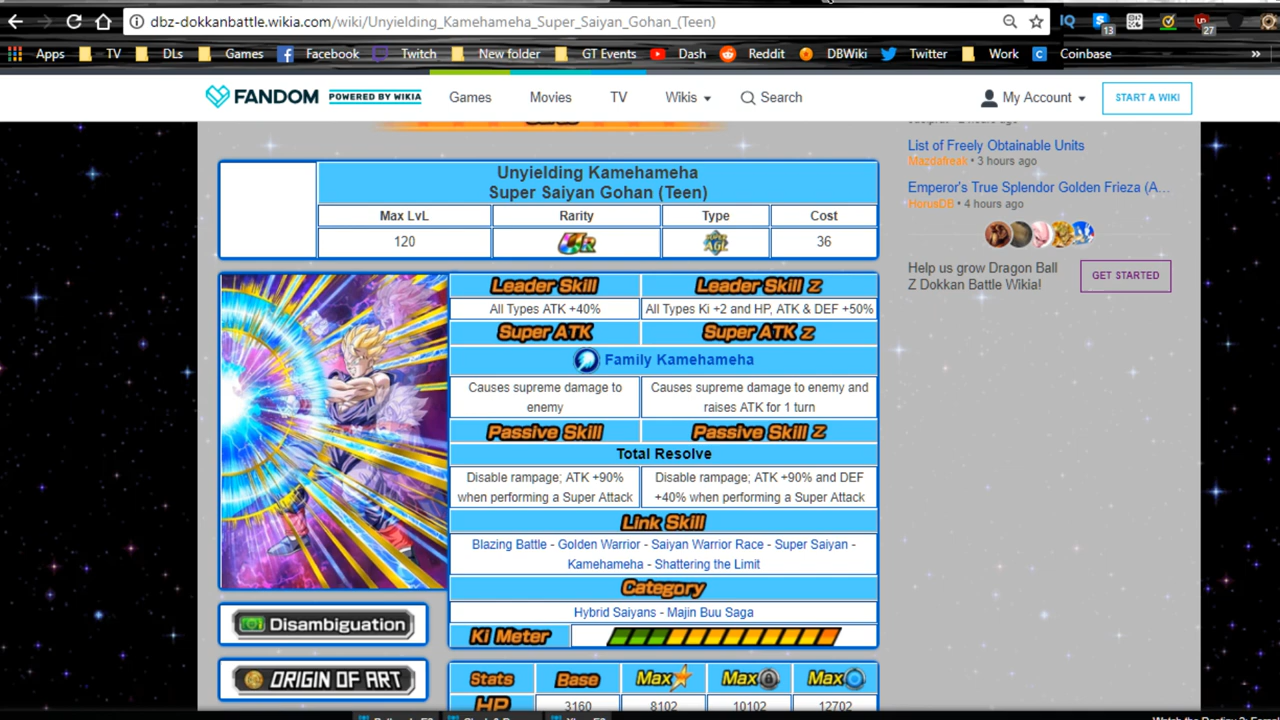 dbz-dokkanbattle.wikia.com/wiki/Unyielding_Kamehameha_Super_Saiyan_Gohan_(Teen)
IQ
13
27
Apps TV DLs Games Facebook Twitch New folder GT Events Dash Reddit DBWiki Twitter Work Coinbase »
FANDOM POWERED BY WIKIA Games Movies TV Wikis Search My Account START A WIKI
List of Freely Obtainable Units
Mazdafreak • 3 hours ago
Emperor's True Splendor Golden Frieza (A...
HorusDB • 4 hours ago
Help us grow Dragon Ball
Z Dokkan Battle Wikia!
GET STARTED
Unyielding Kamehameha
Super Saiyan Gohan (Teen)
Max LvL Rarity Type Cost
120 UR SUPER AGL 36
Leader Skill Leader Skill Z
All Types ATK +40% All Types Ki +2 and HP, ATK & DEF +50%
Super ATK Super ATK Z
Family Kamehameha
Causes supreme damage to
enemy
Causes supreme damage to enemy and
raises ATK for 1 turn
Passive Skill Passive Skill Z
Total Resolve
Disable rampage; ATK +90%
when performing a Super Attack
Disable rampage; ATK +90% and DEF
+40% when performing a Super Attack
Link Skill
Blazing Battle - Golden Warrior - Saiyan Warrior Race - Super Saiyan -
Kamehameha - Shattering the Limit
Category
Hybrid Saiyans - Majin Buu Saga
Ki Meter
Disambiguation
ORIGIN OF ART
Stats Base Max Max Max
HP 3160 8102 10102 12702